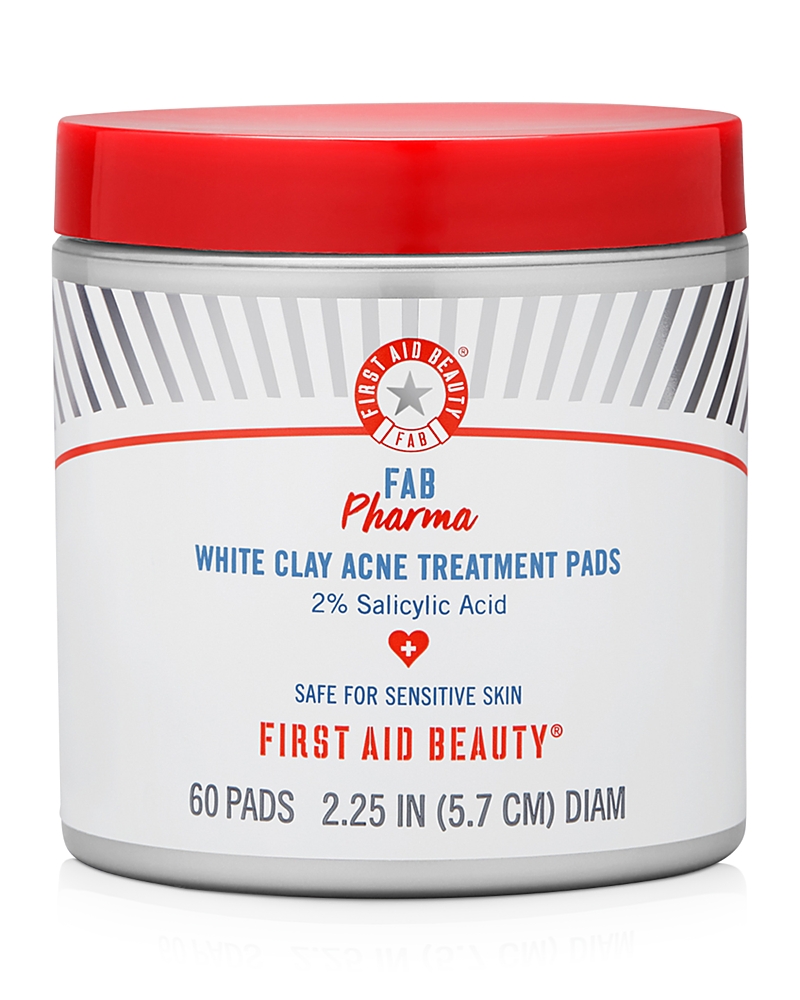 FIRST AID BEAUTY®
FAB
FAB
Pharma
WHITE CLAY ACNE TREATMENT PADS
2% Salicylic Acid
SAFE FOR SENSITIVE SKIN
FIRST AID BEAUTY®
60 PADS 2.25 IN (5.7 CM) DIAM